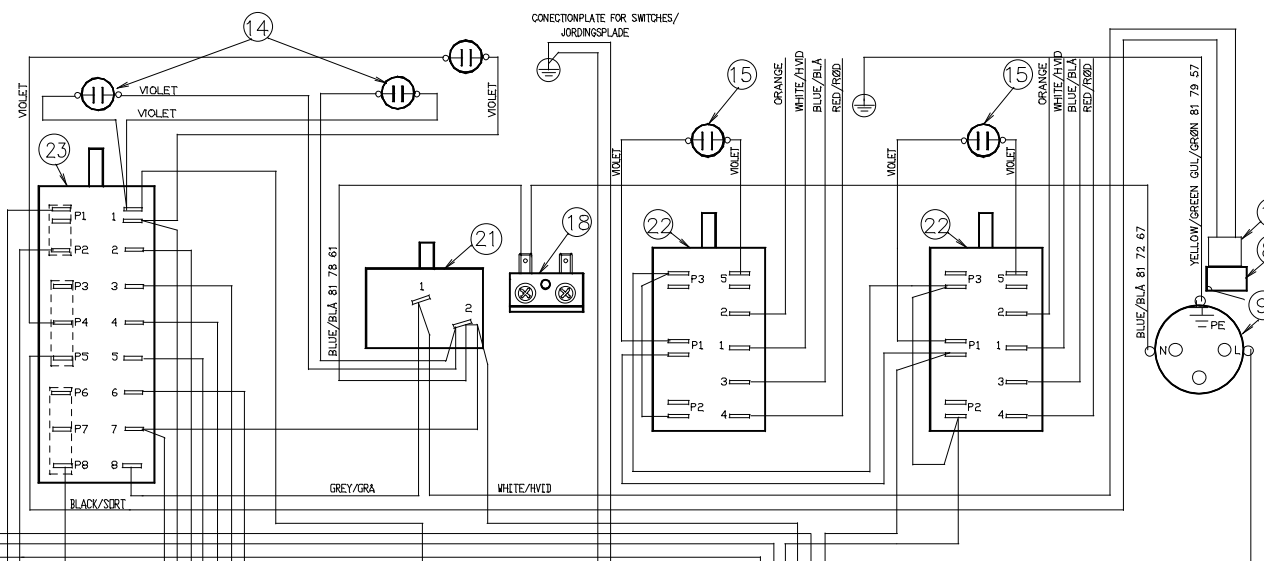 CONECTIONPLATE FOR SWITCHES/
JORDINGSPLADE
14
VIOLET
VIOLET
VIOLET
VIOLET
15
ORANGE
WHITE/HVID
BLUE/BLÅ
RED/RØD
15
ORANGE
WHITE/HVID
BLUE/BLÅ
RED/RØD
YELLOW/GREEN GUL/GRØN 81 79 57
23
VIOLET
VIOLET
VIOLET
VIOLET
P1 1
P2 2
P3 3
P4 4
P5 5
P6 6
P7 7
P8 8
BLUE/BLÅ 81 78 61
21
1
2
18
22
P3 5
2
P1 1
3
P2 4
22
P3 5
2
P1 1
3
P2 4
BLUE/BLÅ 81 72 67
PE
N L
GREY/GRA
WHITE/HVID
BLACK/SORT